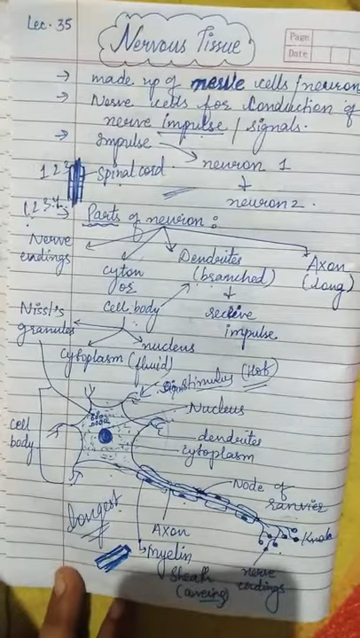 Lec. 35
Nervous Tissue
Page
Date
→ made up of nerve cells / neuron
→ Nerve cells for Conduction of
nerve impulse / signals.
→ Impulse → neuron 1
1 2 3 Spinal cord
neuron 2.
1, 2, 3, 4 → Parts of neuron :
Nerve endings
cyton or Cell body
Dendrites (branched)
Axon (long)
recieve impulse
Nissl's granules
Cytoplasm (fluid)
nucleus
stimulus (Hot)
Nucleus
Cell body
dendrites
cytoplasm
Node of ranvier
Longest
Axon
Knob
Myelin Sheath (covering)
nerve endings